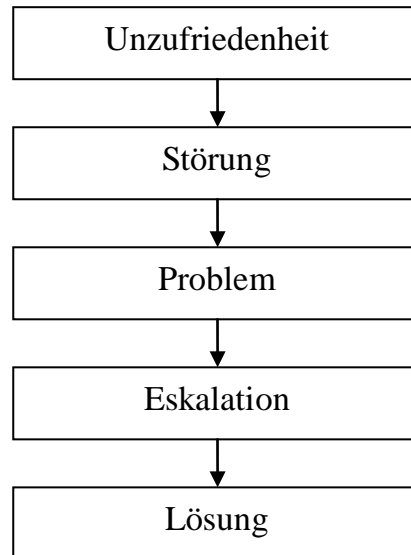 Unzufriedenheit
Störung
Problem
Eskalation
Lösung